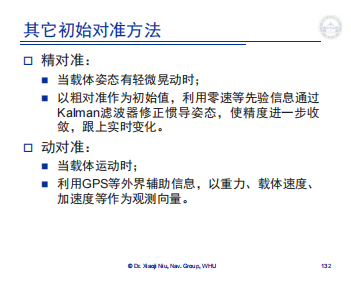 其它初始对准方法
精对准：
当载体姿态有轻微晃动时；
以粗对准作为初始值，利用零速等先验信息通过
Kalman滤波器修正惯导姿态，使精度进一步收
敛，跟上实时变化。
动对准：
当载体运动时；
利用GPS等外界辅助信息，以重力、载体速度、
加速度等作为观测向量。
© Dr. Xiaoji Niu, Nav. Group, WHU
132